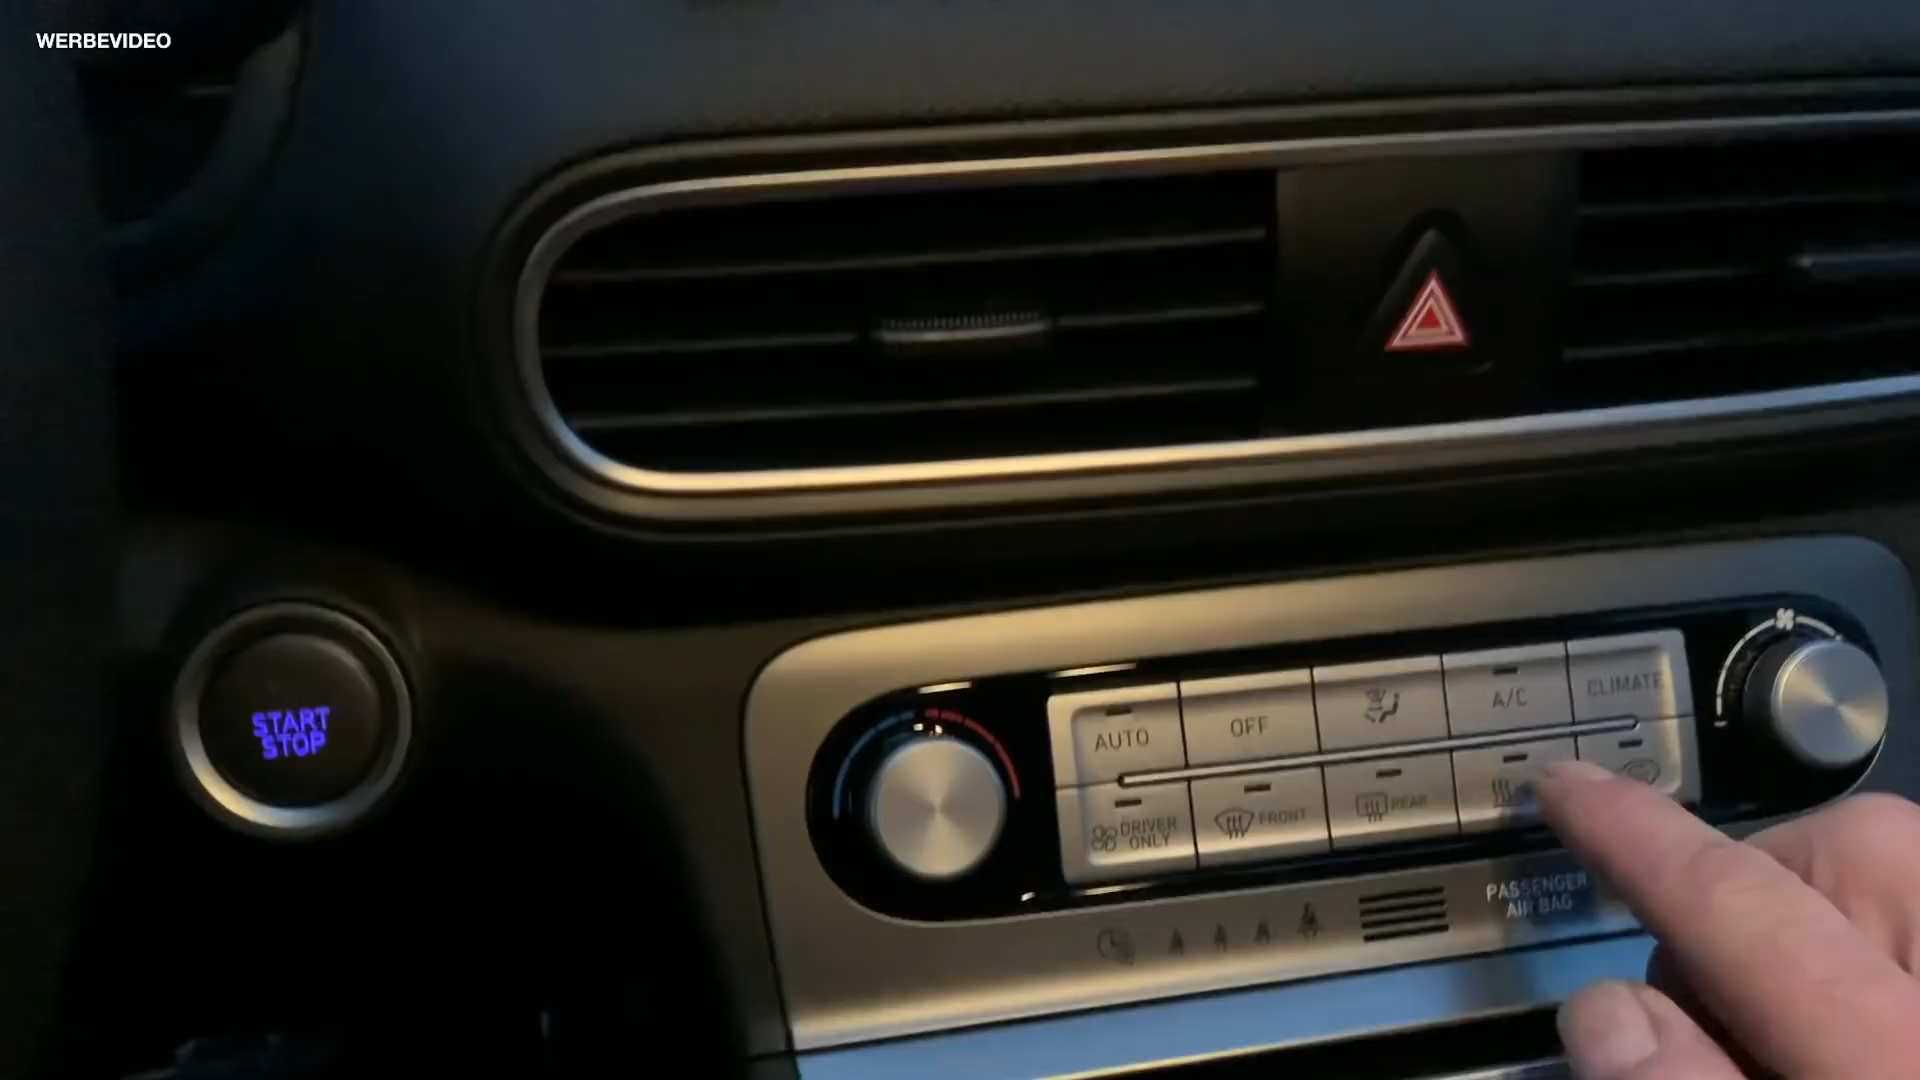 WERBEVIDEO
START
STOP
AUTO
OFF
A/C
CLIMATE
DRIVER
ONLY
FRONT
REAR
PASSENGER
AIR BAG